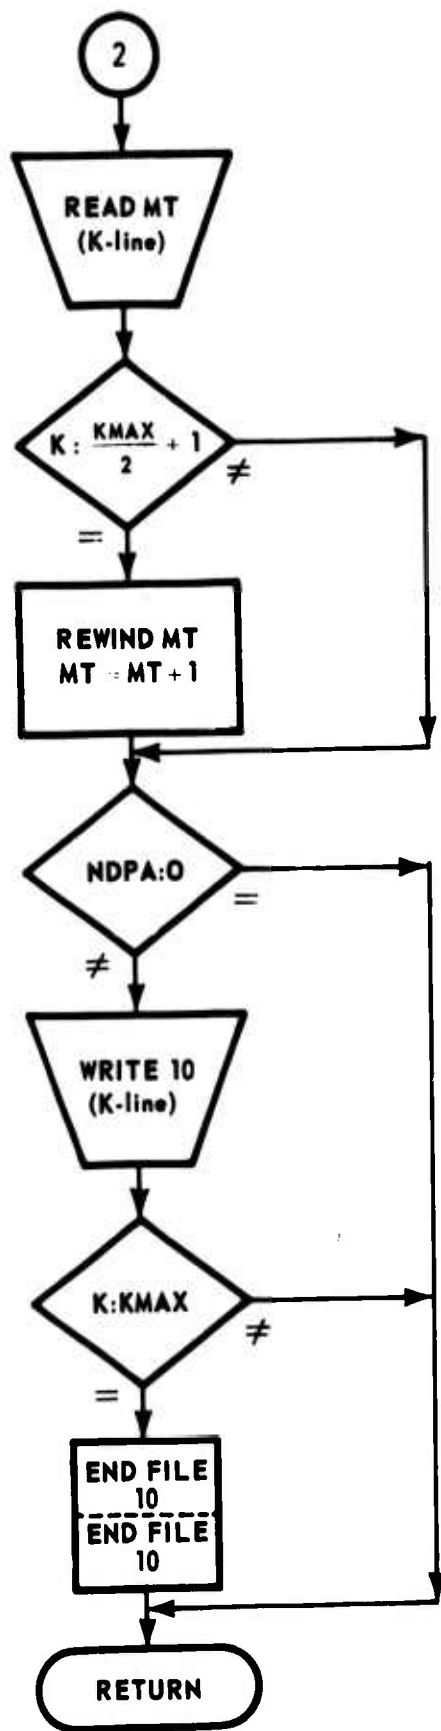 2
READ MT
(K-line)
K: KMAX/2 + 1
≠
=
REWIND MT
MT = MT + 1
NDPA:0
=
≠
WRITE 10
(K-line)
K:KMAX
≠
=
END FILE
10
END FILE
10
RETURN